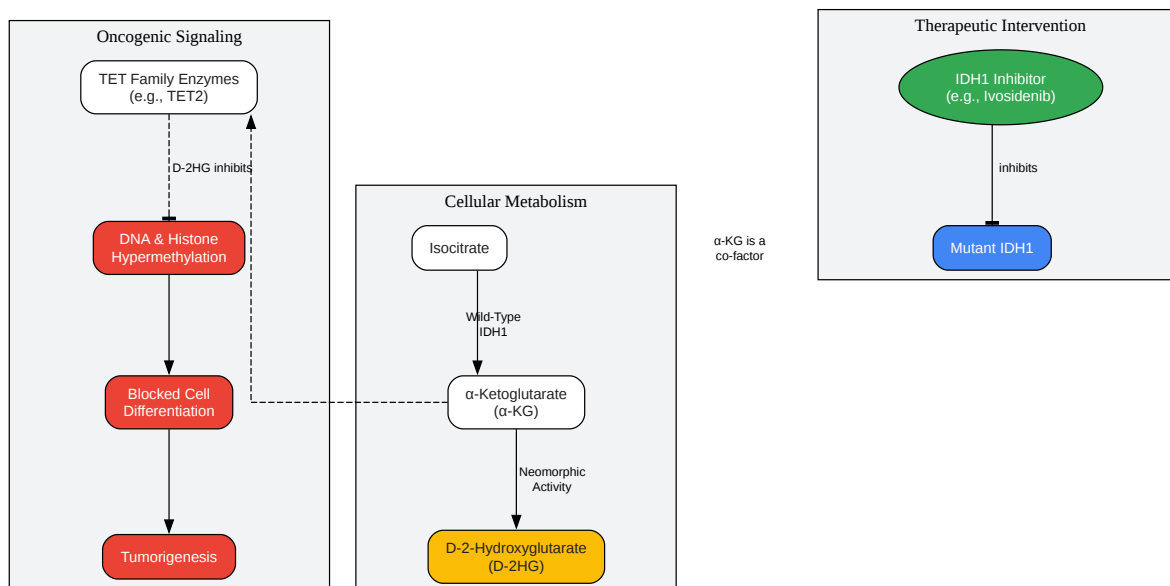 Oncogenic Signaling
TET Family Enzymes
(e.g., TET2)
D-2HG inhibits
DNA & Histone
Hypermethylation
Blocked Cell
Differentiation
Tumorigenesis
Cellular Metabolism
Isocitrate
Wild-Type
IDH1
α-Ketoglutarate
(α-KG)
Neomorphic
Activity
D-2-Hydroxyglutarate
(D-2HG)
α-KG is a
co-factor
Therapeutic Intervention
IDH1 Inhibitor
(e.g., Ivosidenib)
inhibits
Mutant IDH1